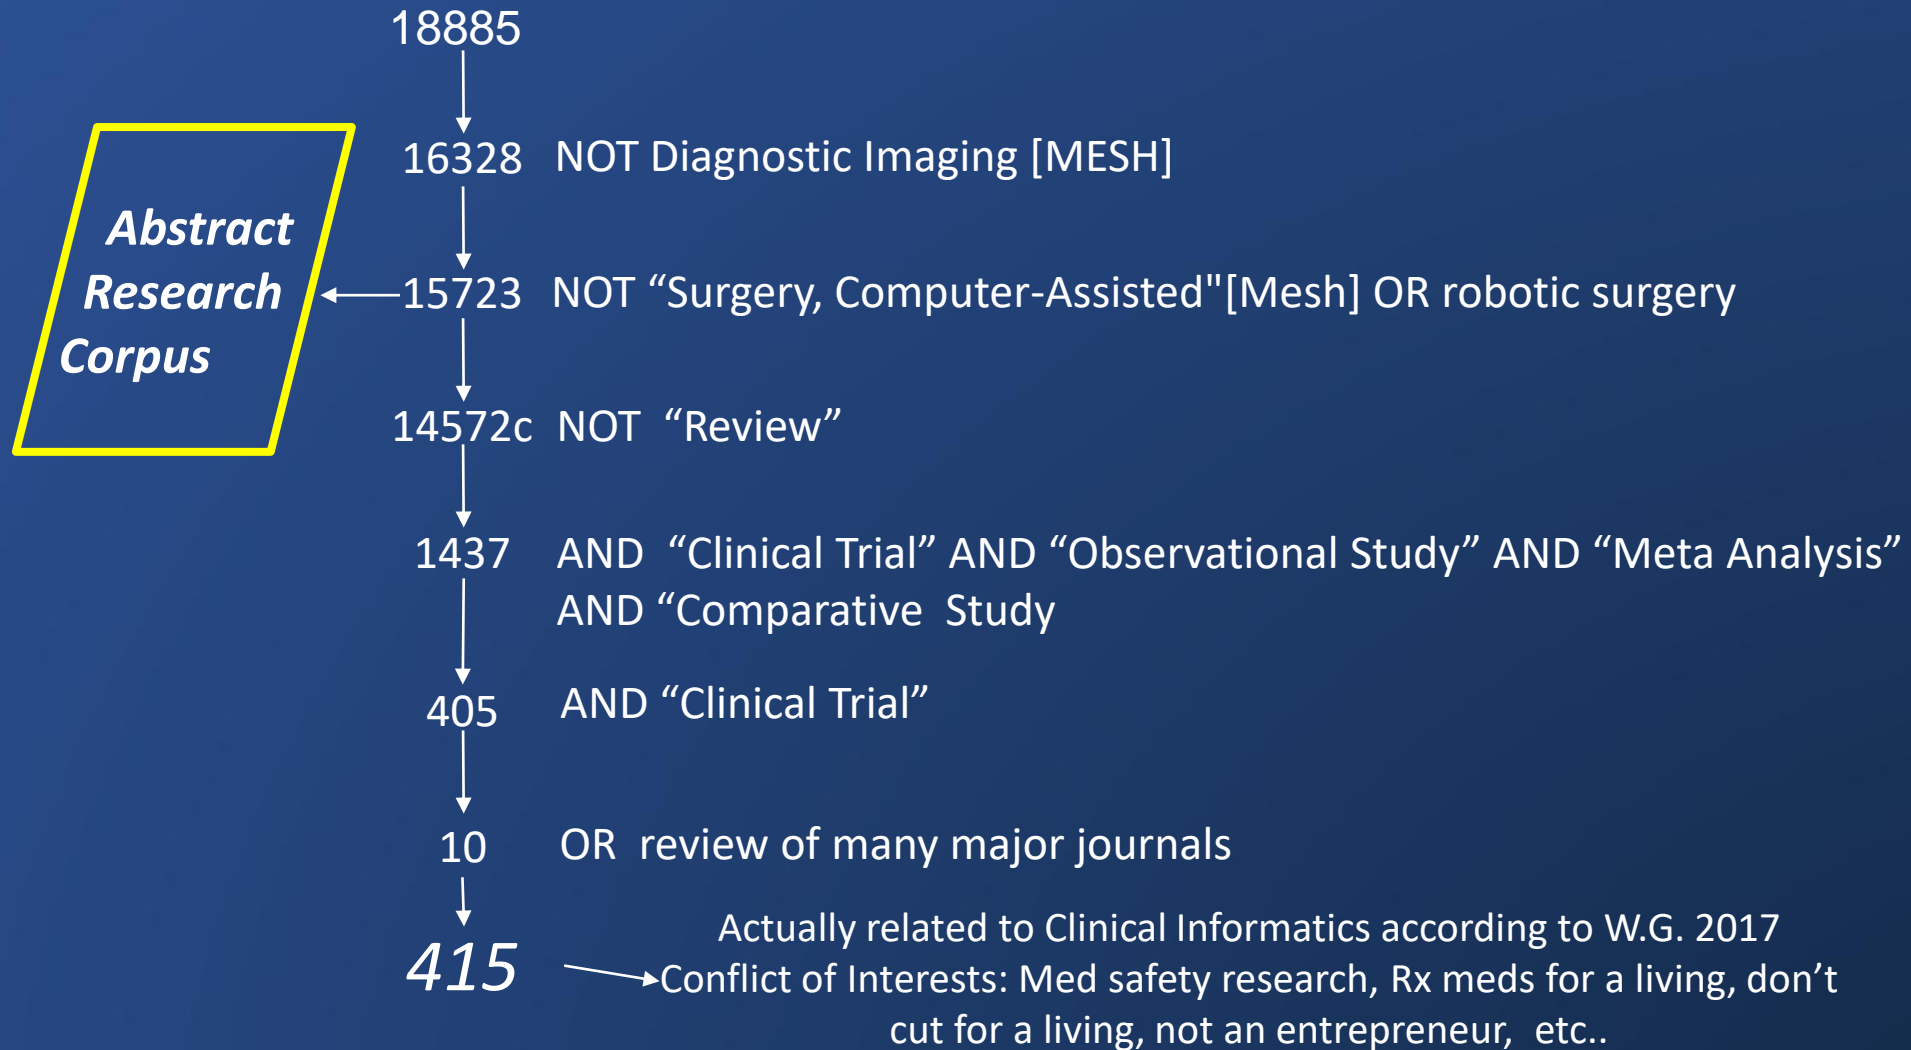 18885
16328 NOT Diagnostic Imaging [MESH]
Abstract
Research
Corpus
15723 NOT “Surgery, Computer-Assisted"[Mesh] OR robotic surgery
14572c NOT “Review”
1437 AND “Clinical Trial” AND “Observational Study” AND “Meta Analysis”
AND “Comparative Study
405 AND “Clinical Trial”
10 OR review of many major journals
415
Actually related to Clinical Informatics according to W.G. 2017
Conflict of Interests: Med safety research, Rx meds for a living, don’t
cut for a living, not an entrepreneur, etc..